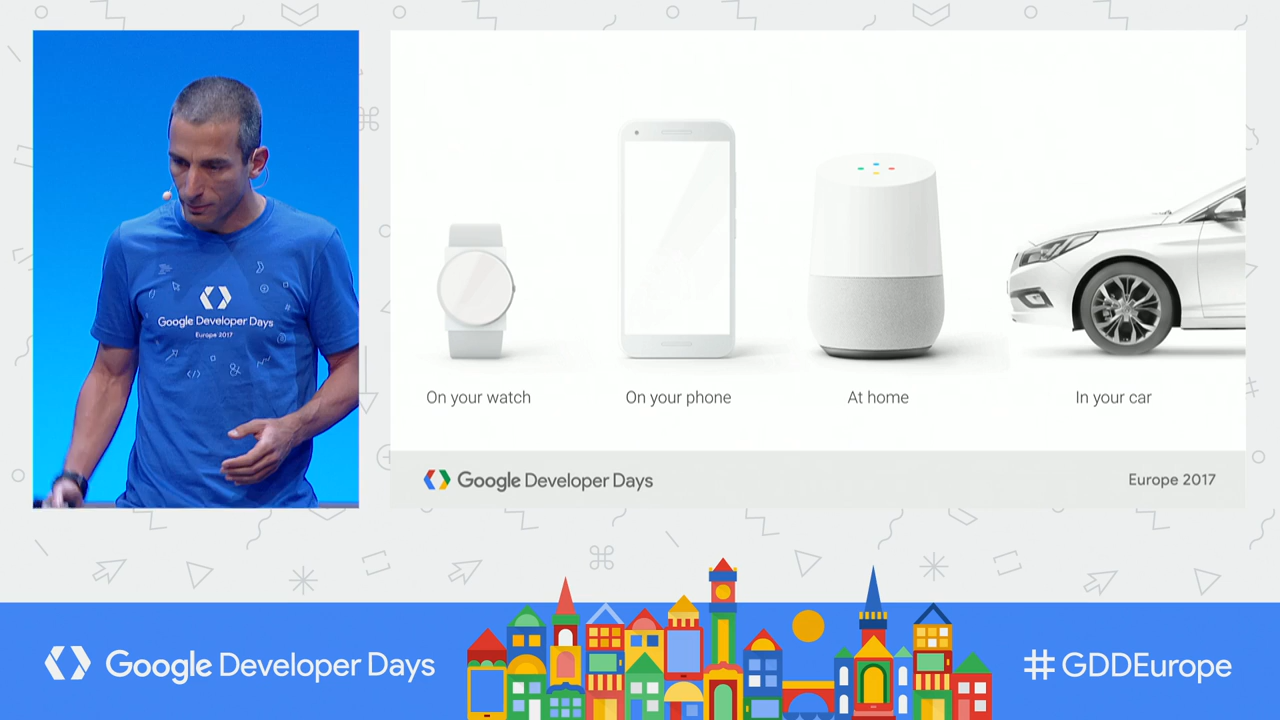 Google Developer Days
Europe 2017
On your watch
On your phone
At home
In your car
Google Developer Days
Europe 2017
Google Developer Days
#GDDEurope